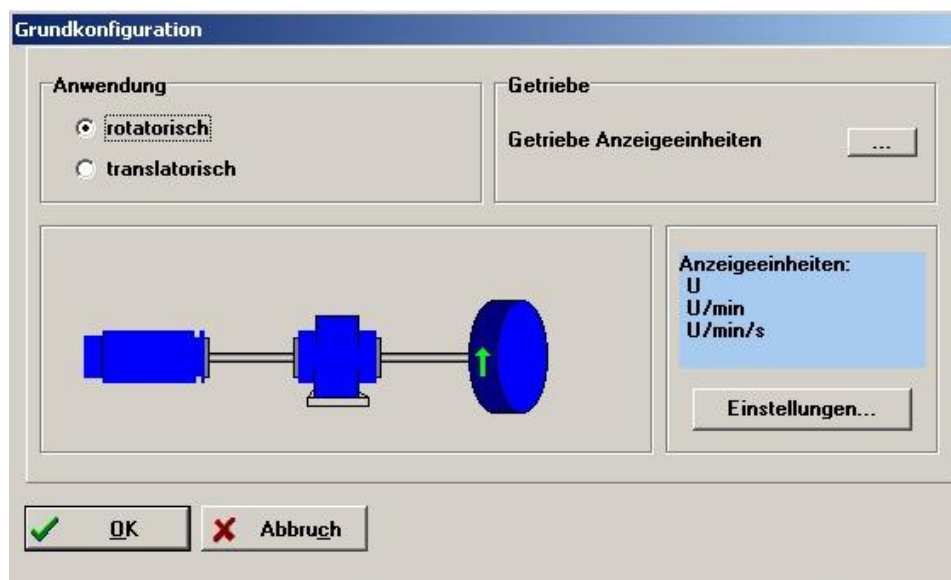 Grundkonfiguration
Anwendung
rotatorisch
translatorisch
Getriebe
Getriebe Anzeigeeinheiten
...
Anzeigeeinheiten:
U
U/min
U/min/s
Einstellungen...
OK
Abbruch